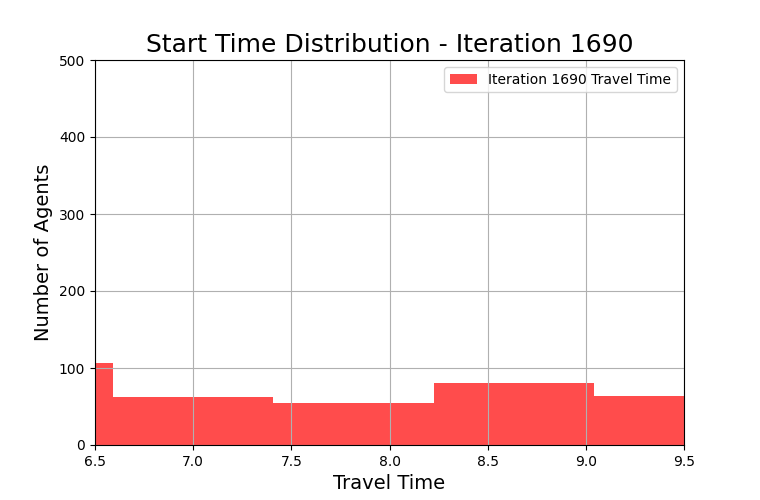 Start Time Distribution - Iteration 1690
Iteration 1690 Travel Time
Number of Agents
500
400
300
200
100
0
6.5 7.0 7.5 8.0 8.5 9.0 9.5
Travel Time